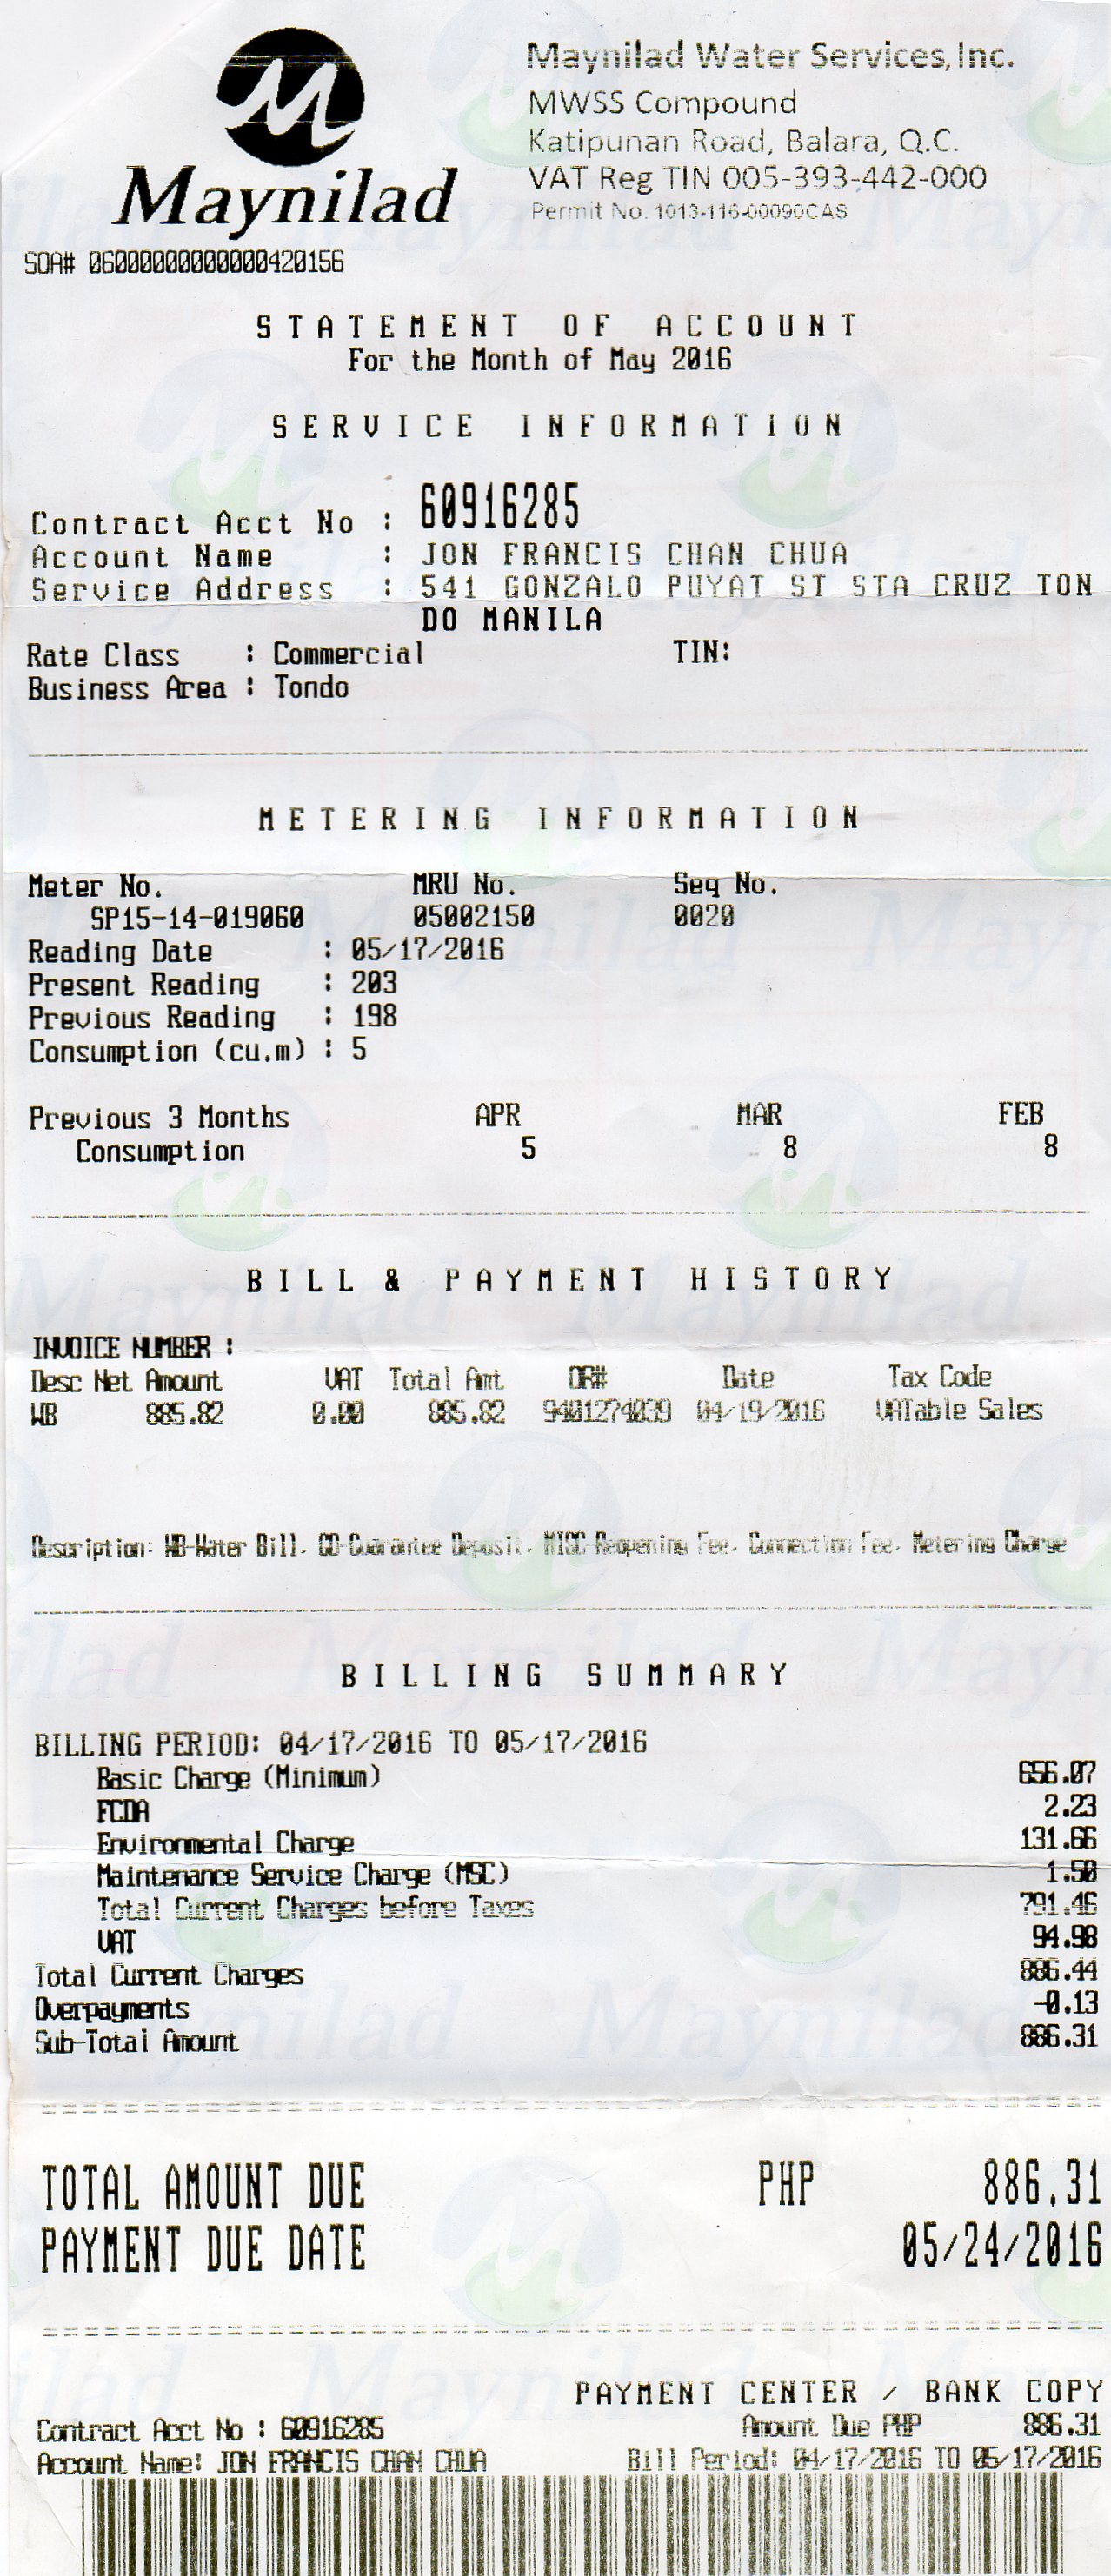 Maynilad
Maynilad Water Services, Inc.
MWSS Compound
Katipunan Road, Balara, Q.C.
VAT Reg TIN 005-393-442-000
Permit No. 1013-116-00090CAS
SOA# 06000000000000420156
STATEMENT OF ACCOUNT
For the Month of May 2016
SERVICE INFORMATION
Contract Acct No : 60916285
Account Name : JON FRANCIS CHAN CHUA
Service Address : 541 GONZALO PUYAT ST STA CRUZ TON
DO MANILA
Rate Class : Commercial TIN:
Business Area : Tondo
METERING INFORMATION
Meter No. MRU No. Seq No.
SP15-14-019060 05002150 0020
Reading Date : 05/17/2016
Present Reading : 203
Previous Reading : 198
Consumption (cu.m) : 5
Previous 3 Months APR MAR FEB
Consumption 5 8 8
BILL & PAYMENT HISTORY
INVOICE NUMBER :
Desc Net Amount VAT Total Amt OR# Date Tax Code
WB 885.82 0.00 885.82 9401274039 04/19/2016 VATable Sales
Description: WB-Water Bill, GD-Guarantee Deposit, MISC-Reopening Fee, Connection Fee, Metering Charge
BILLING SUMMARY
BILLING PERIOD: 04/17/2016 TO 05/17/2016
Basic Charge (Minimum) 656.07
FCDA 2.23
Environmental Charge 131.66
Maintenance Service Charge (MSC) 1.50
Total Current Charges before Taxes 791.46
VAT 94.98
Total Current Charges 886.44
Overpayments -0.13
Sub-Total Amount 886.31
TOTAL AMOUNT DUE PHP 886.31
PAYMENT DUE DATE 05/24/2016
PAYMENT CENTER / BANK COPY
Contract Acct No : 60916285 Amount Due PHP 886.31
Account Name: JON FRANCIS CHAN CHUA Bill Period: 04/17/2016 TO 05/17/2016